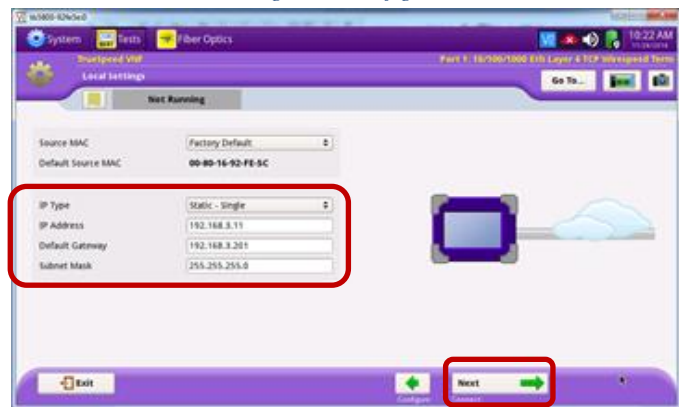 System Tests Fiber Optics 10:22 AM
TrueSpeed VNF
Local Settings
Go To...
Not Running
Source MAC Factory Default
Default Source MAC 00-80-16-92-FE-5C
IP Type Static - Single
IP Address 192.168.3.11
Default Gateway 192.168.3.201
Subnet Mask 255.255.255.0
Exit
Next
Configure
Connect